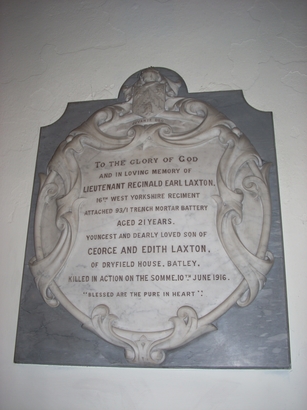 TO THE GLORY OF GOD
AND IN LOVING MEMORY OF
LIEUTENANT REGINALD EARL LAXTON,
16TH WEST YORKSHIRE REGIMENT
ATTACHED 93/1 TRENCH MORTAR BATTERY
AGED 21 YEARS.
YOUNGEST AND DEARLY LOVED SON OF
GEORGE AND EDITH LAXTON,
OF DRYFIELD HOUSE, BATLEY,
KILLED IN ACTION ON THE SOMME, 10TH JUNE 1916.
"BLESSED ARE THE PURE IN HEART"